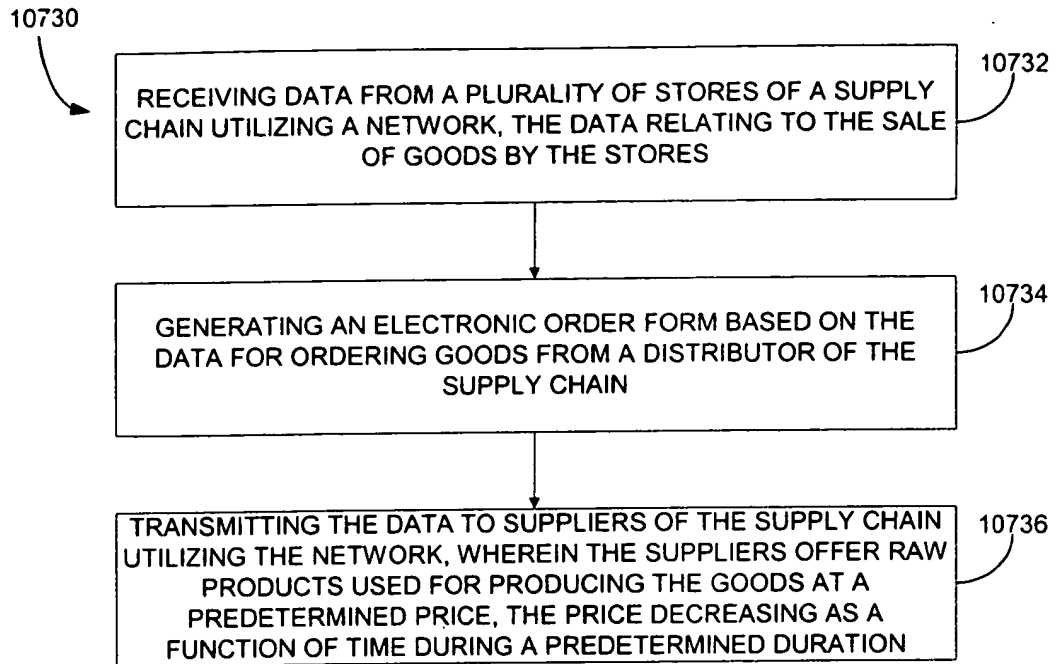 10730
10732
RECEIVING DATA FROM A PLURALITY OF STORES OF A SUPPLY
CHAIN UTILIZING A NETWORK, THE DATA RELATING TO THE SALE
OF GOODS BY THE STORES
10734
GENERATING AN ELECTRONIC ORDER FORM BASED ON THE
DATA FOR ORDERING GOODS FROM A DISTRIBUTOR OF THE
SUPPLY CHAIN
10736
TRANSMITTING THE DATA TO SUPPLIERS OF THE SUPPLY CHAIN
UTILIZING THE NETWORK, WHEREIN THE SUPPLIERS OFFER RAW
PRODUCTS USED FOR PRODUCING THE GOODS AT A
PREDETERMINED PRICE, THE PRICE DECREASING AS A
FUNCTION OF TIME DURING A PREDETERMINED DURATION